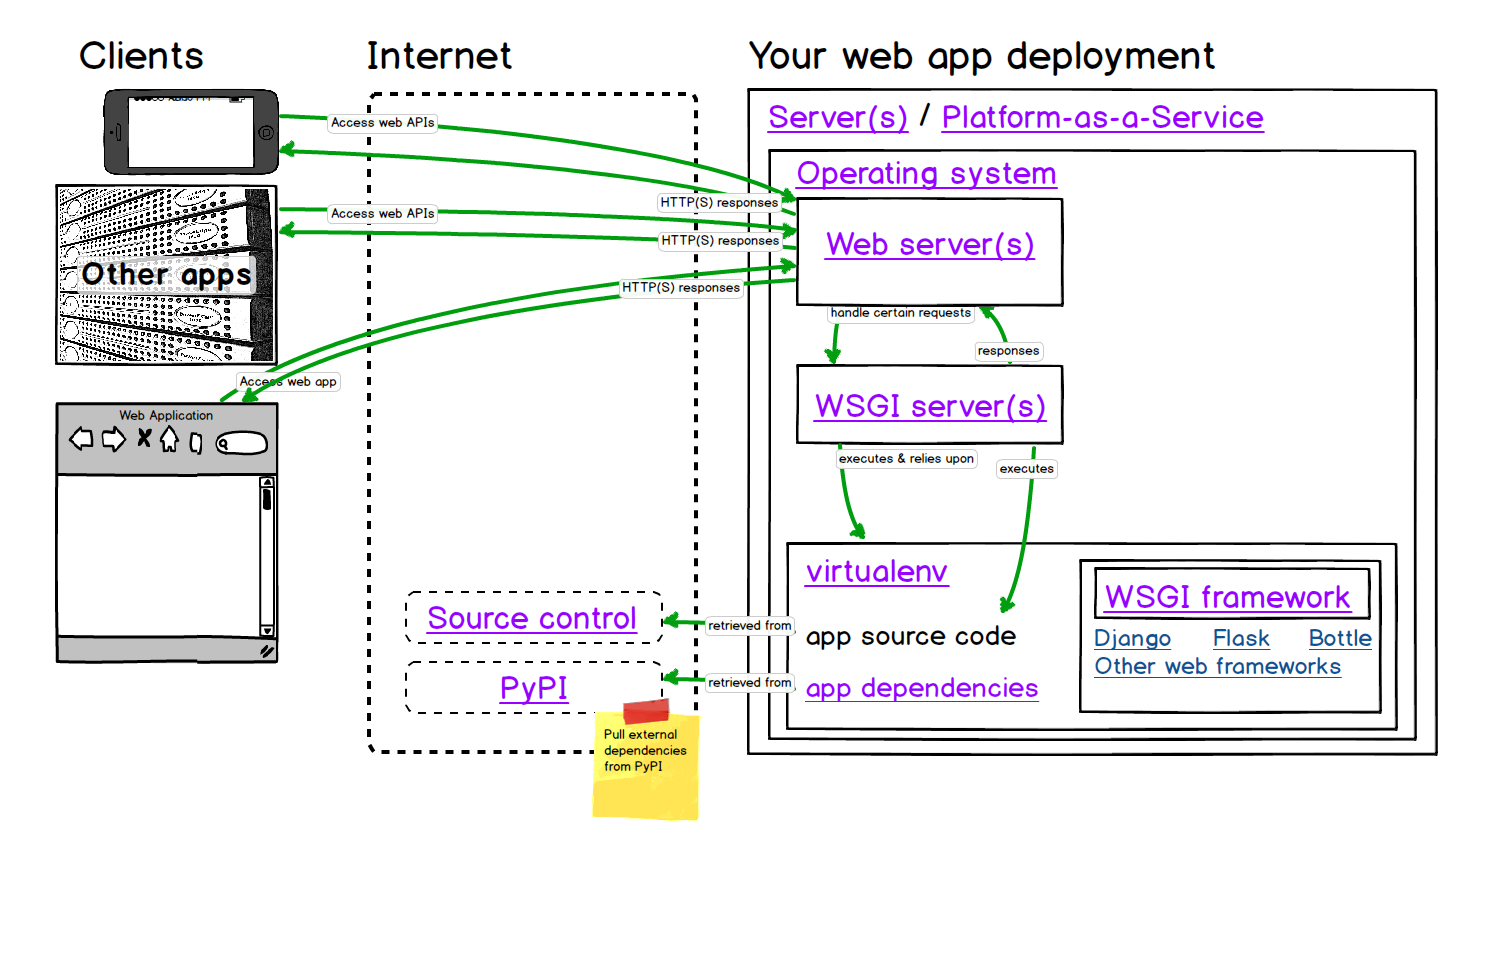 Clients
Internet
Your web app deployment
Server(s) / Platform-as-a-Service
Operating system
Access web APIs
HTTP(S) responses
Access web APIs
HTTP(S) responses
HTTP(S) responses
Web server(s)
Other apps
handle certain requests
responses
Access web app
WSGI server(s)
Web Application
executes & relies upon
executes
virtualenv
WSGI framework
Source control
retrieved from
app source code
Django Flask Bottle
Other web frameworks
PyPI
retrieved from
app dependencies
Pull external
dependencies
from PyPI